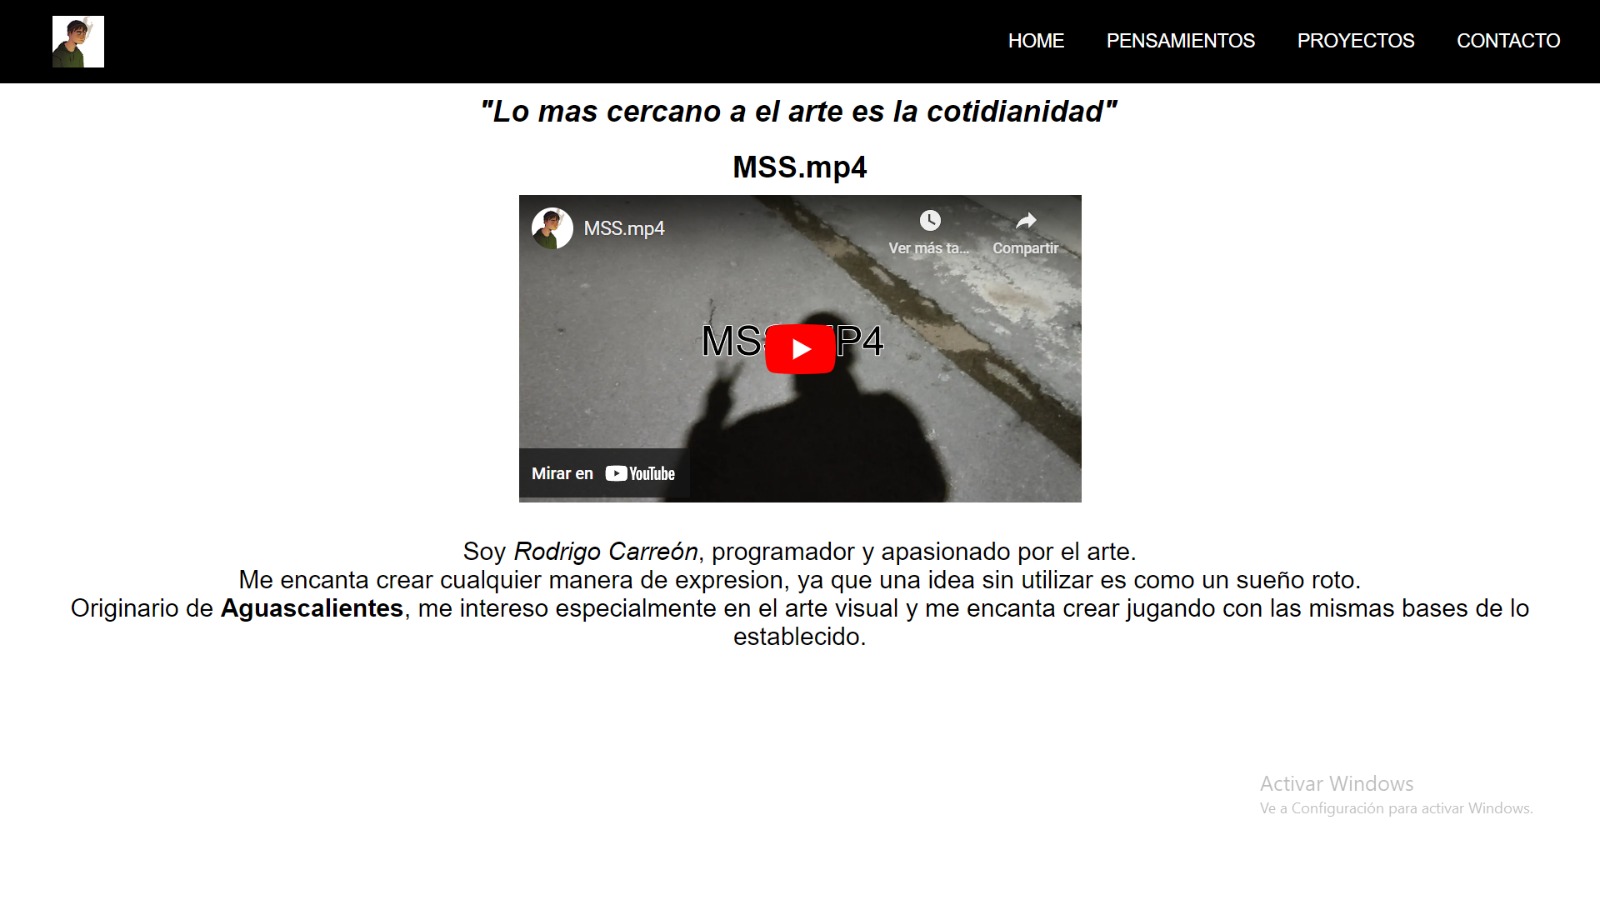 HOME PENSAMIENTOS PROYECTOS CONTACTO
"Lo mas cercano a el arte es la cotidianidad"
MSS.mp4
MSS.mp4
Ver más ta...
Compartir
MSS MP4
Mirar en YouTube
Soy Rodrigo Carreón, programador y apasionado por el arte.
Me encanta crear cualquier manera de expresion, ya que una idea sin utilizar es como un sueño roto.
Originario de Aguascalientes, me intereso especialmente en el arte visual y me encanta crear jugando con las mismas bases de lo
establecido.
Activar Windows
Ve a Configuración para activar Windows.